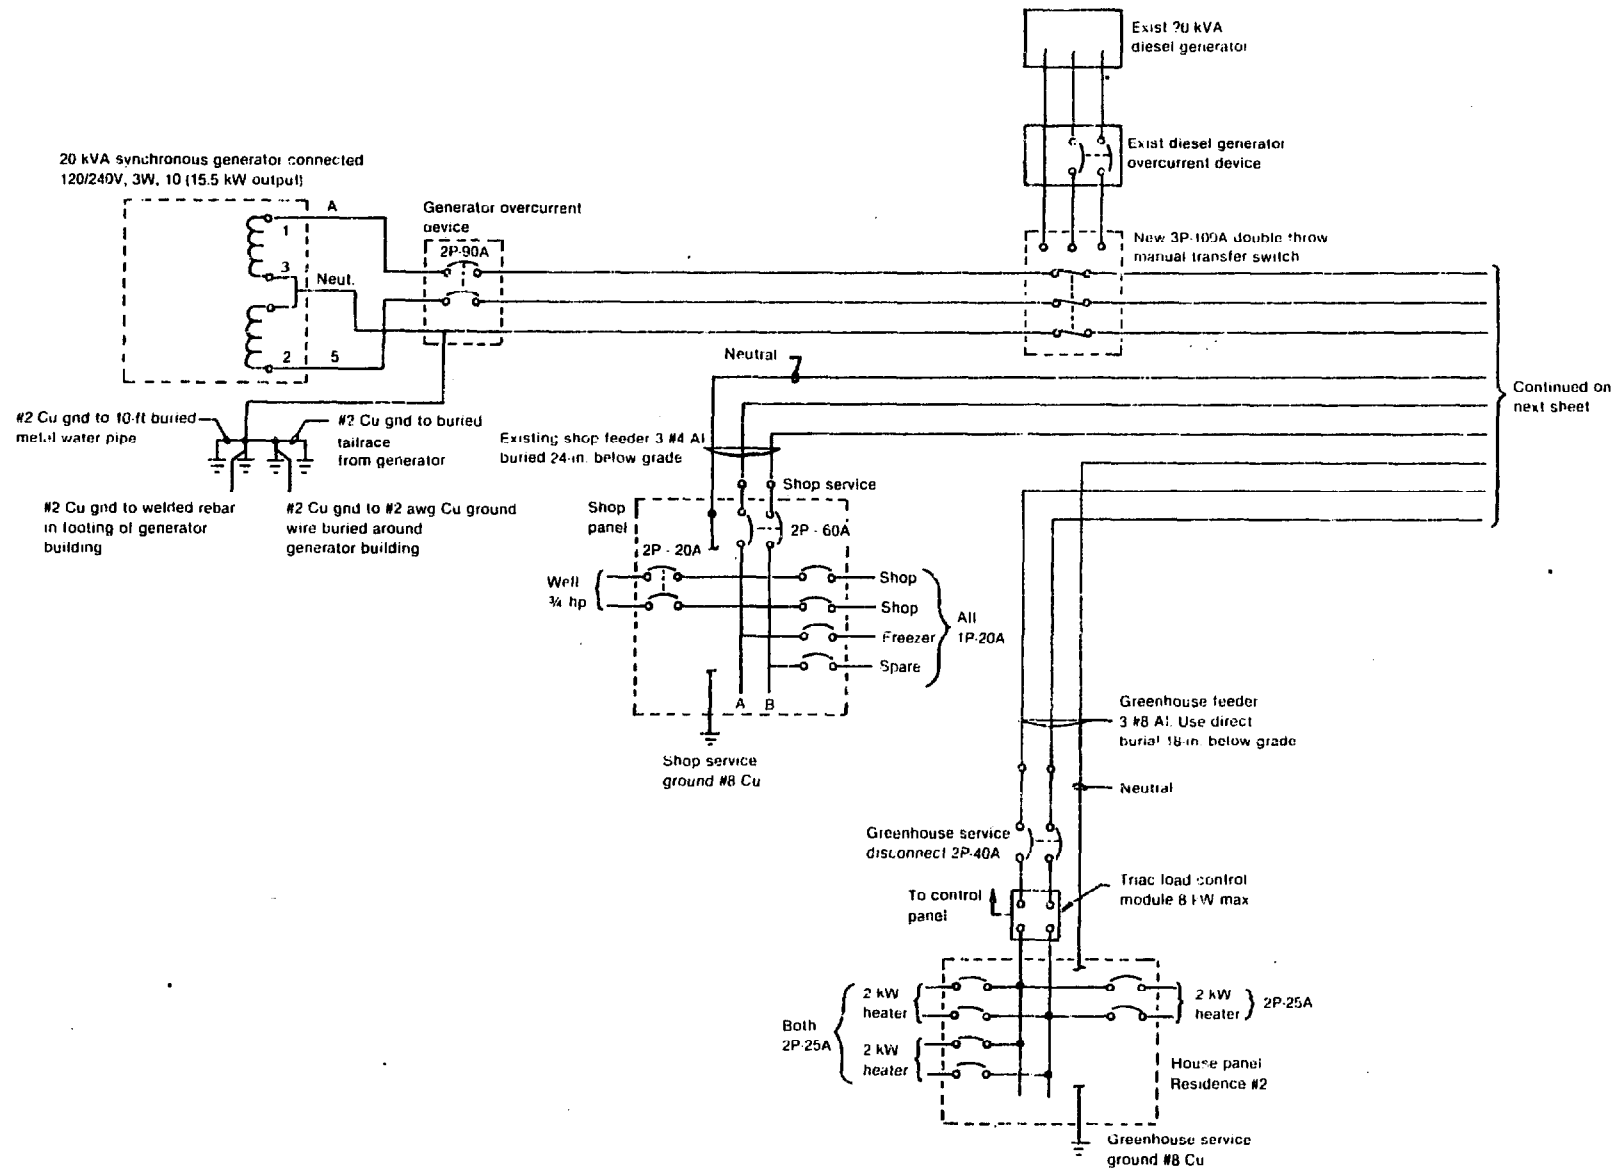 Exist 20 kVA
diesel generator
Exist diesel generator
overcurrent device
20 kVA synchronous generator connected
120/240V, 3W, 10 (15.5 kW output)
A
1
3
Neut.
2
5
Generator overcurrent
device
2P-90A
New 3P-100A double throw
manual transfer switch
Continued on
next sheet
#2 Cu gnd to 10-ft buried
metal water pipe
#2 Cu gnd to buried
tailrace
from generator
#2 Cu gnd to welded rebar
in footing of generator
building
#2 Cu gnd to #2 awg Cu ground
wire buried around
generator building
Neutral
Existing shop feeder 3 #4 Al
buried 24-in. below grade
Shop service
Shop
panel
2P - 60A
2P - 20A
Well
¾ hp
Shop
Shop
Freezer
Spare
All
1P-20A
A B
Shop service
ground #8 Cu
Greenhouse feeder
3 #8 Al. Use direct
burial 18-in. below grade
Neutral
Greenhouse service
disconnect 2P-40A
To control
panel
Triac load control
module 8 kW max
Both
2P-25A
2 kW
heater
2 kW
heater
2 kW
heater
2P-25A
House panel
Residence #2
Greenhouse service
ground #8 Cu